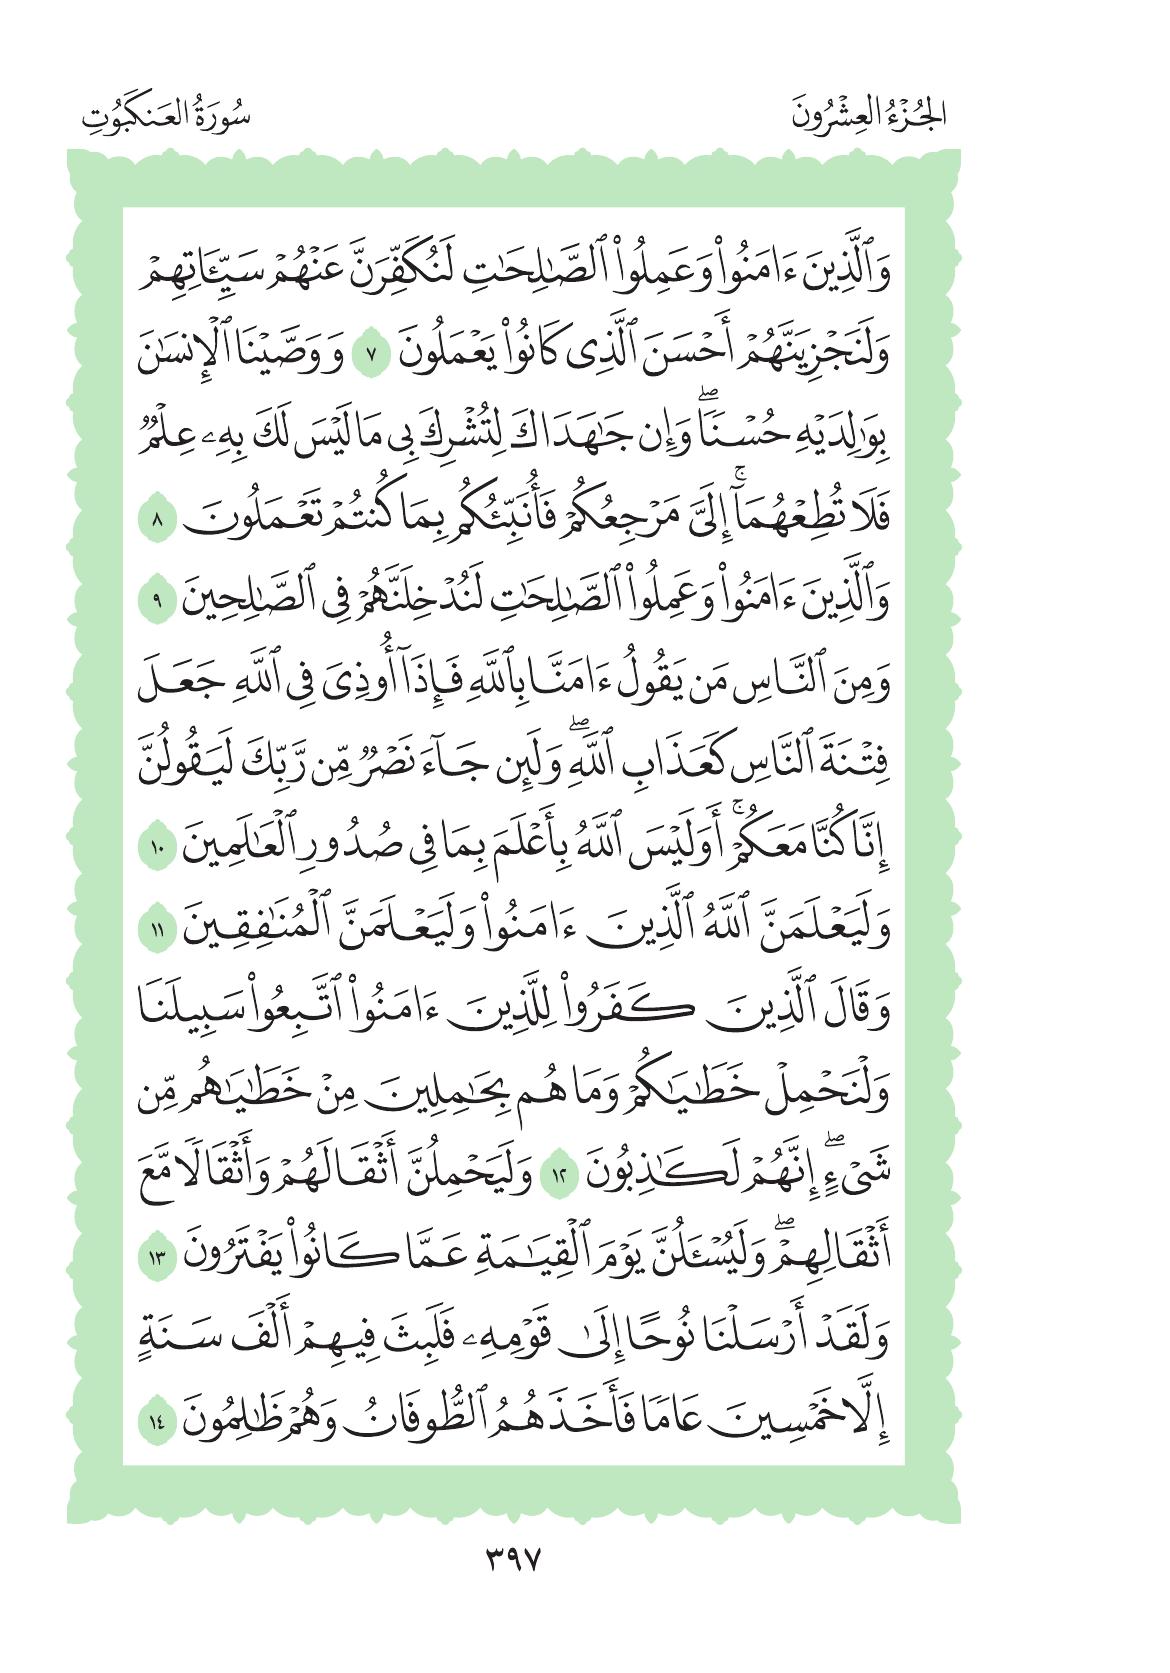 الجُزْءُ العِشْرُونَ
سُورَةُ العَنكَبُوتِ
وَٱلَّذِينَ ءَامَنُواْ وَعَمِلُواْ ٱلصَّٰلِحَٰتِ لَنُكَفِّرَنَّ عَنْهُمْ سَيِّـَٔاتِهِمْ
وَلَنَجْزِيَنَّهُمْ أَحْسَنَ ٱلَّذِى كَانُواْ يَعْمَلُونَ ٧ وَوَصَّيْنَا ٱلْإِنسَٰنَ
بِوَٰلِدَيْهِ حُسْنًاۖ وَإِن جَٰهَدَاكَ لِتُشْرِكَ بِى مَا لَيْسَ لَكَ بِهِۦ عِلْمٌ
فَلَا تُطِعْهُمَآۚ إِلَىَّ مَرْجِعُكُمْ فَأُنَبِّئُكُم بِمَا كُنتُمْ تَعْمَلُونَ ٨
وَٱلَّذِينَ ءَامَنُواْ وَعَمِلُواْ ٱلصَّٰلِحَٰتِ لَنُدْخِلَنَّهُمْ فِى ٱلصَّٰلِحِينَ ٩
وَمِنَ ٱلنَّاسِ مَن يَقُولُ ءَامَنَّا بِٱللَّهِ فَإِذَآ أُوذِىَ فِى ٱللَّهِ جَعَلَ
فِتْنَةَ ٱلنَّاسِ كَعَذَابِ ٱللَّهِۖ وَلَئِن جَآءَ نَصْرٌ مِّن رَّبِّكَ لَيَقُولُنَّ
إِنَّا كُنَّا مَعَكُمْۚ أَوَلَيْسَ ٱللَّهُ بِأَعْلَمَ بِمَا فِى صُدُورِ ٱلْعَٰلَمِينَ ١٠
وَلَيَعْلَمَنَّ ٱللَّهُ ٱلَّذِينَ ءَامَنُواْ وَلَيَعْلَمَنَّ ٱلْمُنَٰفِقِينَ ١١
وَقَالَ ٱلَّذِينَ كَفَرُواْ لِلَّذِينَ ءَامَنُواْ ٱتَّبِعُواْ سَبِيلَنَا
وَلْنَحْمِلْ خَطَٰيَٰكُمْ وَمَا هُم بِحَٰمِلِينَ مِنْ خَطَٰيَٰهُم مِّن
شَىْءٍۖ إِنَّهُمْ لَكَٰذِبُونَ ١٢ وَلَيَحْمِلُنَّ أَثْقَالَهُمْ وَأَثْقَالًا مَّعَ
أَثْقَالِهِمْۖ وَلَيُسْـَٔلُنَّ يَوْمَ ٱلْقِيَٰمَةِ عَمَّا كَانُواْ يَفْتَرُونَ ١٣
وَلَقَدْ أَرْسَلْنَا نُوحًا إِلَىٰ قَوْمِهِۦ فَلَبِثَ فِيهِمْ أَلْفَ سَنَةٍ
إِلَّا خَمْسِينَ عَامًا فَأَخَذَهُمُ ٱلطُّوفَانُ وَهُمْ ظَٰلِمُونَ ١٤
٣٩٧